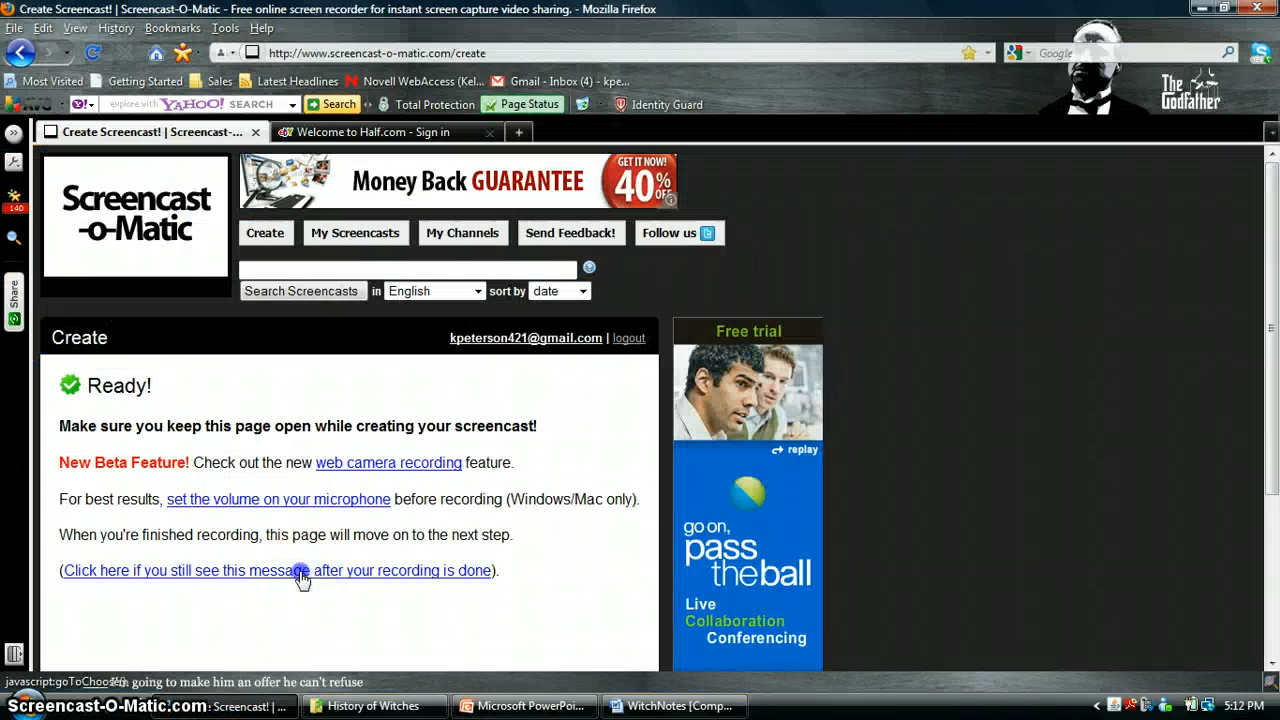 Create Screencast! | Screencast-O-Matic - Free online screen recorder for instant screen capture video sharing. - Mozilla Firefox
File Edit View History Bookmarks Tools Help
http://www.screencast-o-matic.com/create
Google
Most Visited Getting Started Sales Latest Headlines Novell WebAccess (Kel... Gmail - Inbox (4) - kpe...
The Godfather
AVG Y! explore with YAHOO! SEARCH Search Total Protection Page Status Identity Guard
Create Screencast! | Screencast-... Welcome to Half.com - Sign in
140
Share
Screencast
-o-Matic
Money Back GUARANTEE
GET IT NOW!
40% OFF
Create My Screencasts My Channels Send Feedback! Follow us
Search Screencasts in English sort by date
Create kpeterson421@gmail.com | logout
Ready!
Make sure you keep this page open while creating your screencast!
New Beta Feature! Check out the new web camera recording feature.
For best results, set the volume on your microphone before recording (Windows/Mac only).
When you're finished recording, this page will move on to the next step.
(Click here if you still see this message after your recording is done).
Free trial
replay
go on,
pass
the ball
Live
Collaboration
Conferencing
javascript:goToChoose() I'm going to make him an offer he can't refuse
Screencast-O-Matic.com Create Screencast! | ... History of Witches Microsoft PowerPoi... WitchNotes [Comp... 5:12 PM